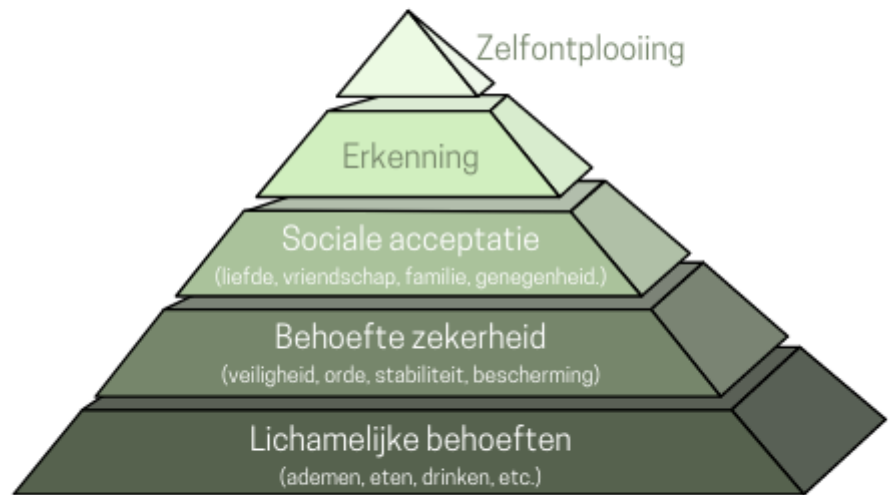 Zelfontplooiing
Erkenning
Sociale acceptatie
(liefde, vriendschap, familie, genegenheid.)
Behoefte zekerheid
(veiligheid, orde, stabiliteit, bescherming)
Lichamelijke behoeften
(ademen, eten, drinken, etc.)